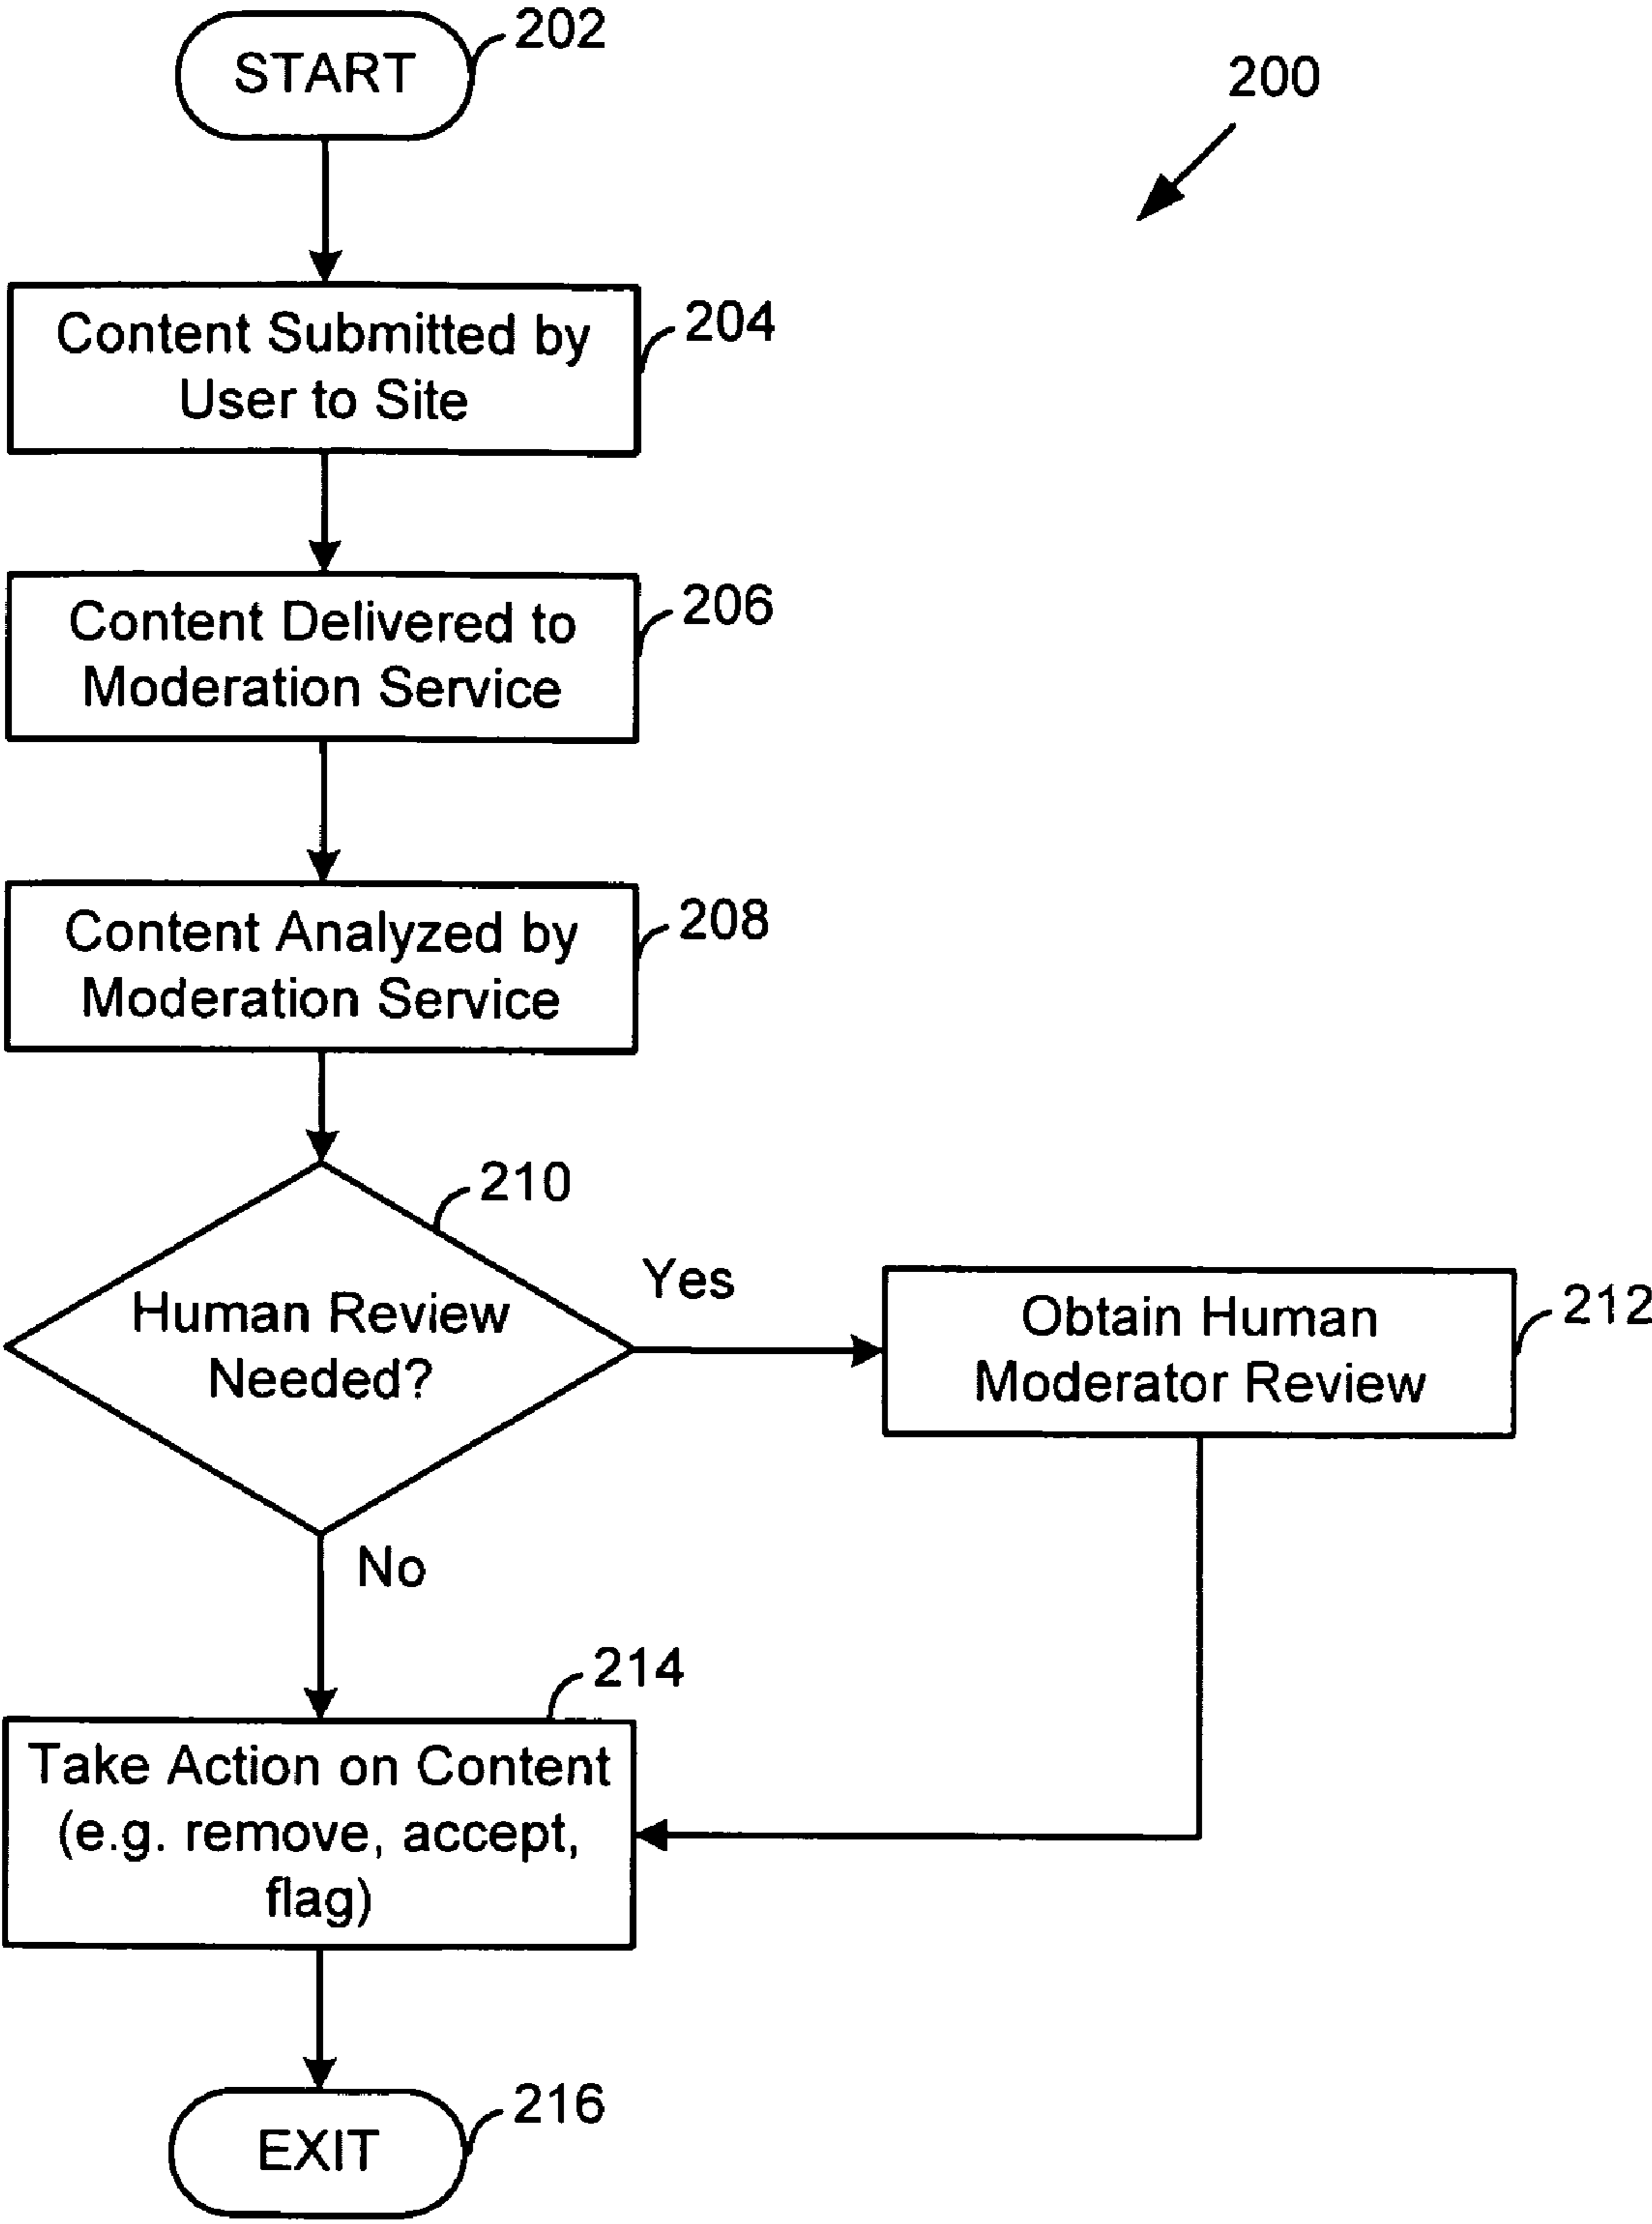 START
202
200
Content Submitted by
User to Site
204
Content Delivered to
Moderation Service
206
Content Analyzed by
Moderation Service
208
210
Human Review
Needed?
Yes
Obtain Human
Moderator Review
212
No
214
Take Action on Content
(e.g. remove, accept,
flag)
EXIT
216